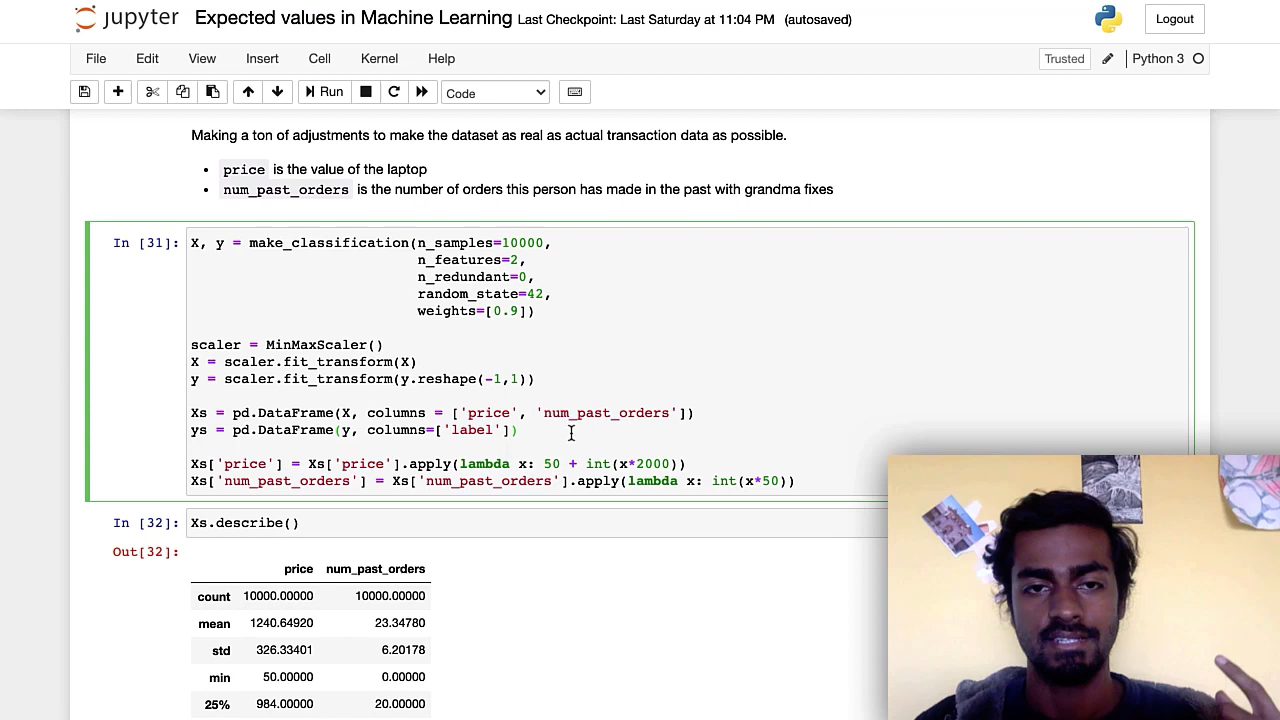 jupyter Expected values in Machine Learning Last Checkpoint: Last Saturday at 11:04 PM (autosaved) Logout
File Edit View Insert Cell Kernel Help Trusted Python 3
Run Code
Making a ton of adjustments to make the dataset as real as actual transaction data as possible.
• price is the value of the laptop
• num_past_orders is the number of orders this person has made in the past with grandma fixes
In [31]: X, y = make_classification(n_samples=10000,
n_features=2,
n_redundant=0,
random_state=42,
weights=[0.9])
scaler = MinMaxScaler()
X = scaler.fit_transform(X)
y = scaler.fit_transform(y.reshape(-1,1))
Xs = pd.DataFrame(X, columns = ['price', 'num_past_orders'])
ys = pd.DataFrame(y, columns=['label'])
Xs['price'] = Xs['price'].apply(lambda x: 50 + int(x*2000))
Xs['num_past_orders'] = Xs['num_past_orders'].apply(lambda x: int(x*50))
In [32]: Xs.describe()
Out[32]:
price num_past_orders
count 10000.00000 10000.00000
mean 1240.64920 23.34780
std 326.33401 6.20178
min 50.00000 0.00000
25% 984.00000 20.00000